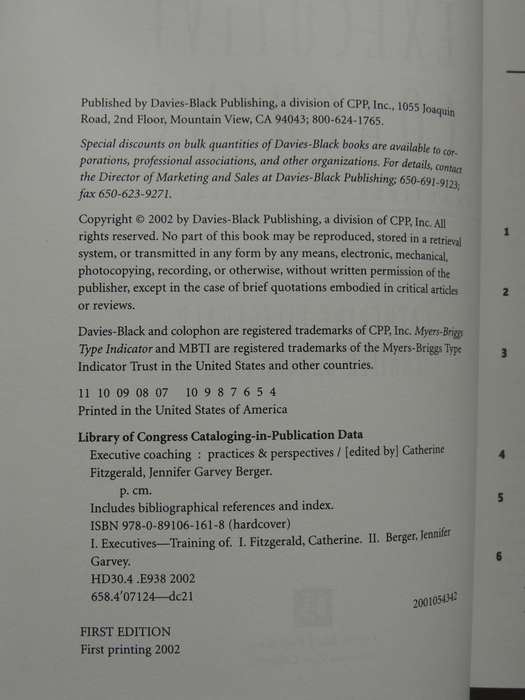 Published by Davies-Black Publishing, a division of CPP, Inc., 1055 Joaquin
Road, 2nd Floor, Mountain View, CA 94043; 800-624-1765.
Special discounts on bulk quantities of Davies-Black books are available to cor-
porations, professional associations, and other organizations. For details, contact
the Director of Marketing and Sales at Davies-Black Publishing; 650-691-9123;
fax 650-623-9271.
Copyright © 2002 by Davies-Black Publishing, a division of CPP, Inc. All
rights reserved. No part of this book may be reproduced, stored in a retrieval
system, or transmitted in any form by any means, electronic, mechanical,
photocopying, recording, or otherwise, without written permission of the
publisher, except in the case of brief quotations embodied in critical articles
or reviews.
Davies-Black and colophon are registered trademarks of CPP, Inc. Myers-Briggs
Type Indicator and MBTI are registered trademarks of the Myers-Briggs Type
Indicator Trust in the United States and other countries.
11 10 09 08 07 10 9 8 7 6 5 4
Printed in the United States of America
Library of Congress Cataloging-in-Publication Data
Executive coaching : practices & perspectives / [edited by] Catherine
Fitzgerald, Jennifer Garvey Berger.
p. cm.
Includes bibliographical references and index.
ISBN 978-0-89106-161-8 (hardcover)
I. Executives—Training of. I. Fitzgerald, Catherine. II. Berger, Jennifer
Garvey.
HD30.4 .E938 2002
658.4'07124—dc21
2001054342
FIRST EDITION
First printing 2002
1
2
3
4
5
6